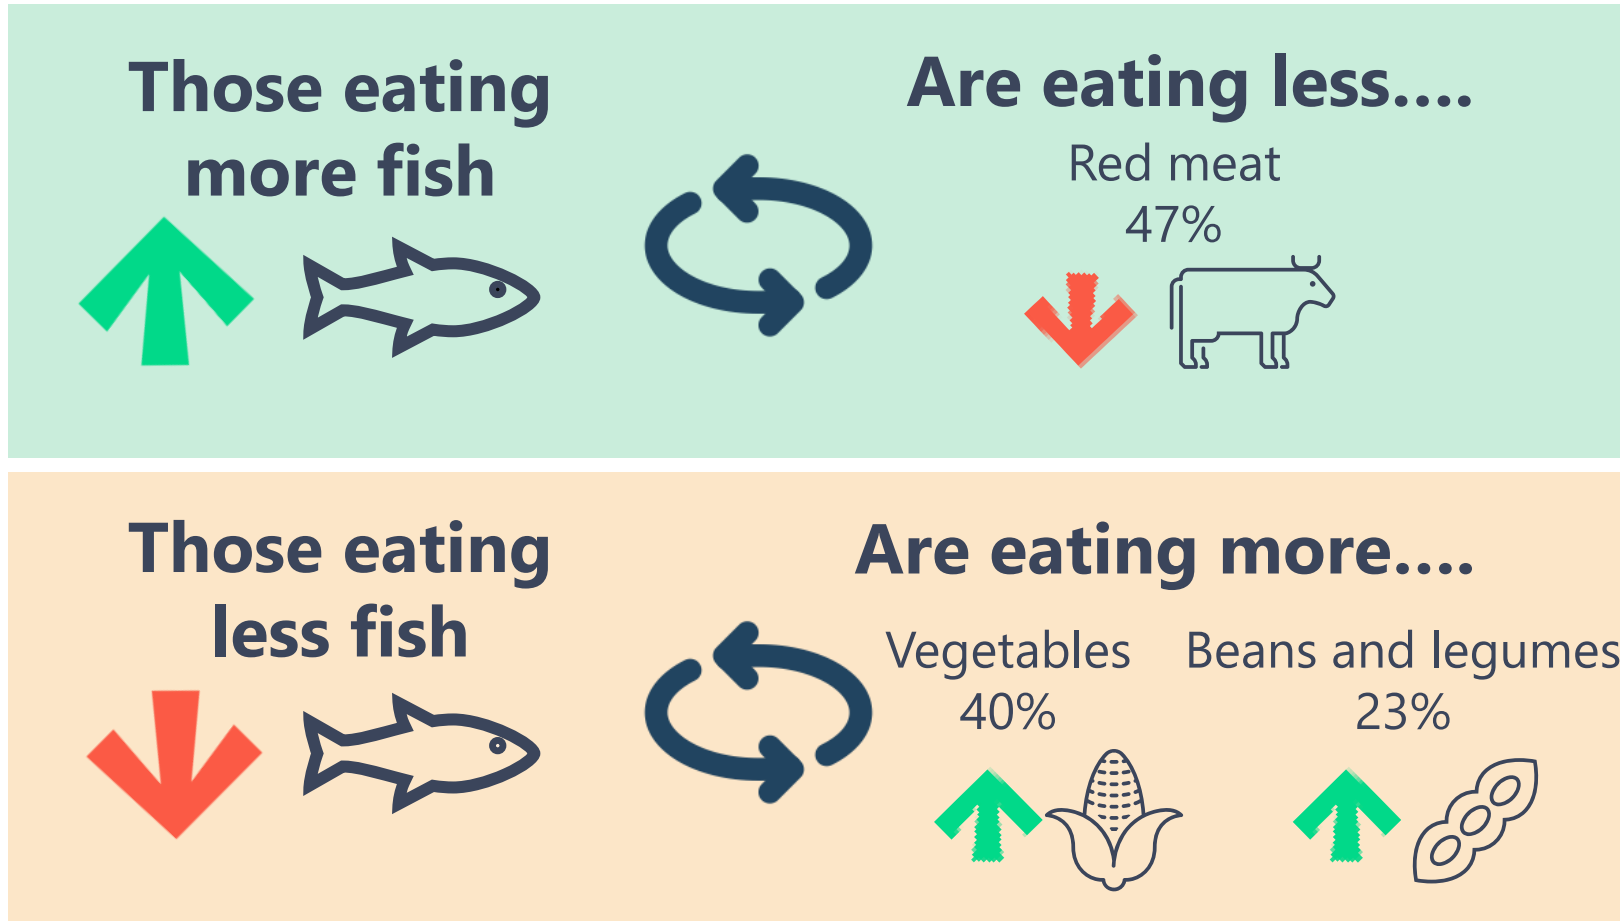 Those eating
more fish
Are eating less....
Red meat
47%
Those eating
less fish
Are eating more....
Vegetables
40%
Beans and legumes
23%